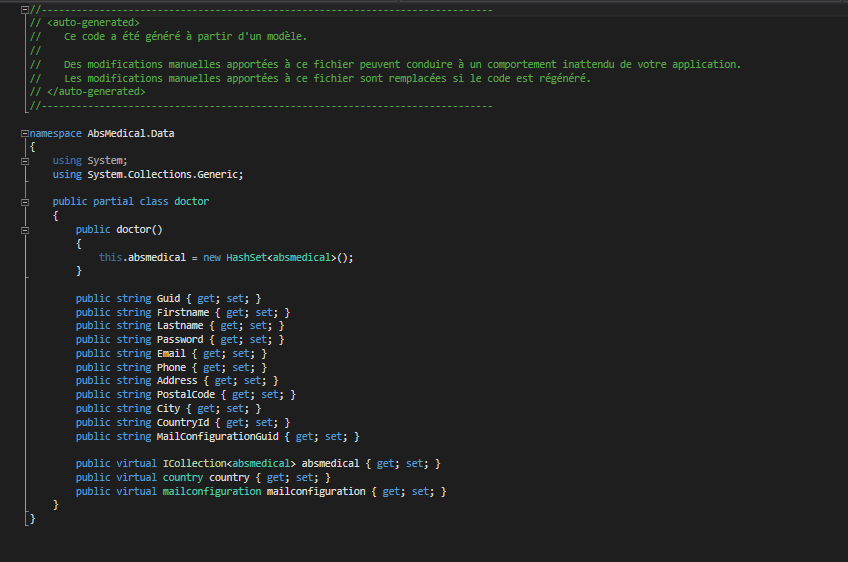 //------------------------------------------------------------------------------
// <auto-generated>
//    Ce code a été généré à partir d'un modèle.
//
//    Des modifications manuelles apportées à ce fichier peuvent conduire à un comportement inattendu de votre application.
//    Les modifications manuelles apportées à ce fichier sont remplacées si le code est régénéré.
// </auto-generated>
//------------------------------------------------------------------------------
namespace AbsMedical.Data
{
    using System;
    using System.Collections.Generic;
    public partial class doctor
    {
        public doctor()
        {
            this.absmedical = new HashSet<absmedical>();
        }
        public string Guid { get; set; }
        public string Firstname { get; set; }
        public string Lastname { get; set; }
        public string Password { get; set; }
        public string Email { get; set; }
        public string Phone { get; set; }
        public string Address { get; set; }
        public string PostalCode { get; set; }
        public string City { get; set; }
        public string CountryId { get; set; }
        public string MailConfigurationGuid { get; set; }
        public virtual ICollection<absmedical> absmedical { get; set; }
        public virtual country country { get; set; }
        public virtual mailconfiguration mailconfiguration { get; set; }
    }
}